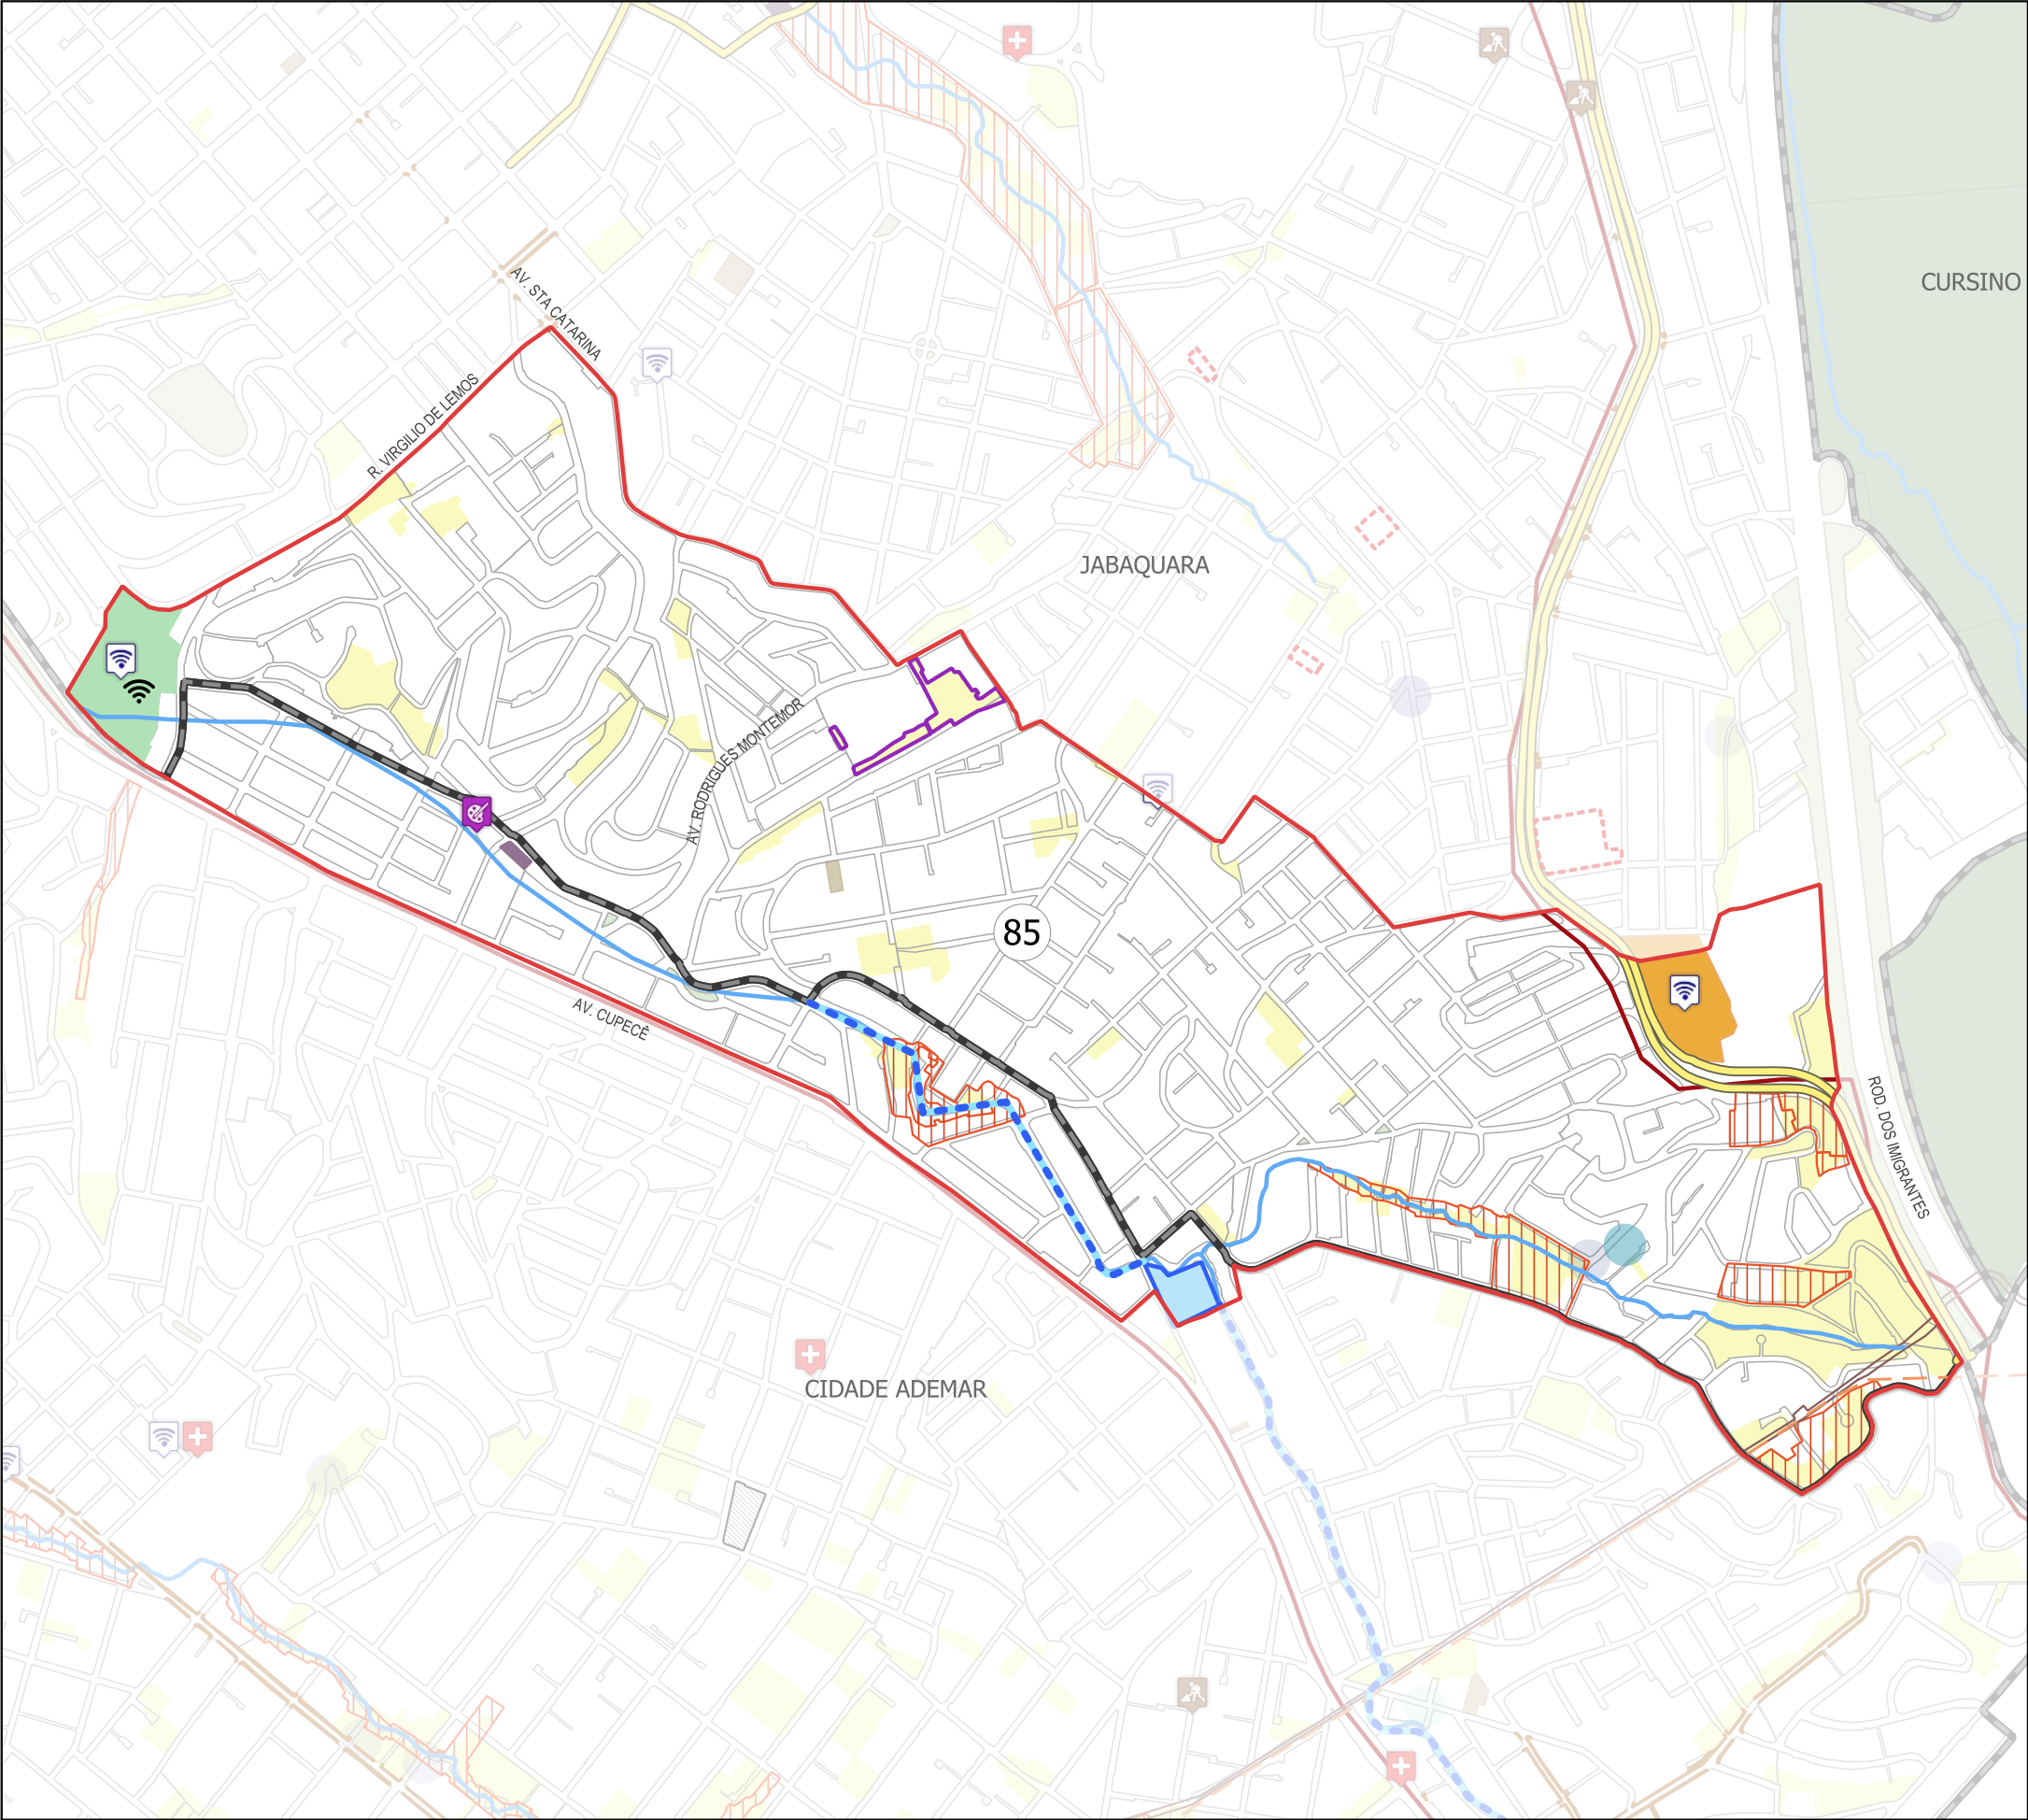 CURSINO
AV. STA CATARINA
R. VIRGILIO DE LEMOS
JABAQUARA
AV. RODRIGUES MONTEMOR
85
AV. CUPECÊ
ROD. DOS IMIGRANTES
CIDADE ADEMAR